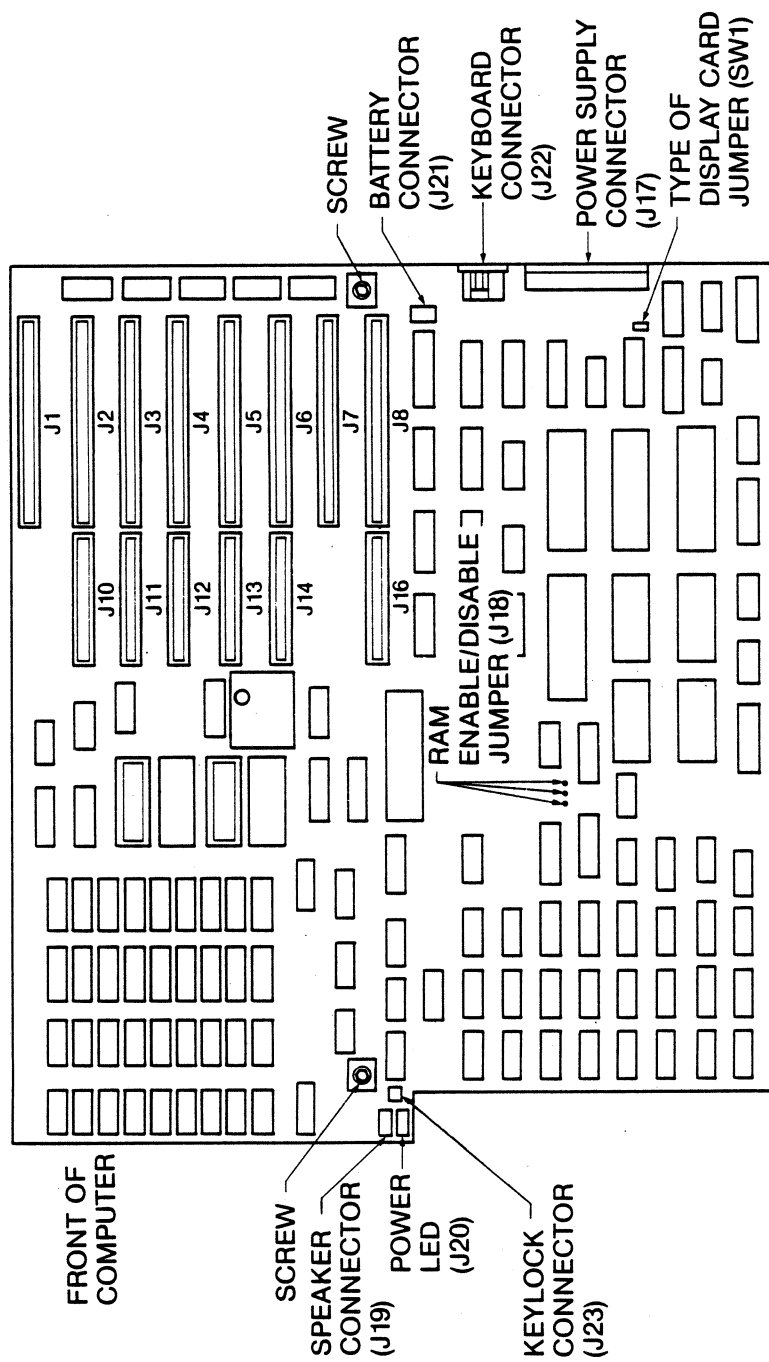 FRONT OF
COMPUTER
SCREW
SPEAKER
CONNECTOR
(J19)
POWER
LED
(J20)
KEYLOCK
CONNECTOR
(J23)
J1
J2
J3
J4
J5
J6
J7
J8
J10
J11
J12
J13
J14
J16
RAM
ENABLE/DISABLE
JUMPER (J18)
SCREW
BATTERY
CONNECTOR
(J21)
KEYBOARD
CONNECTOR
(J22)
POWER SUPPLY
CONNECTOR
(J17)
TYPE OF
DISPLAY CARD
JUMPER (SW1)